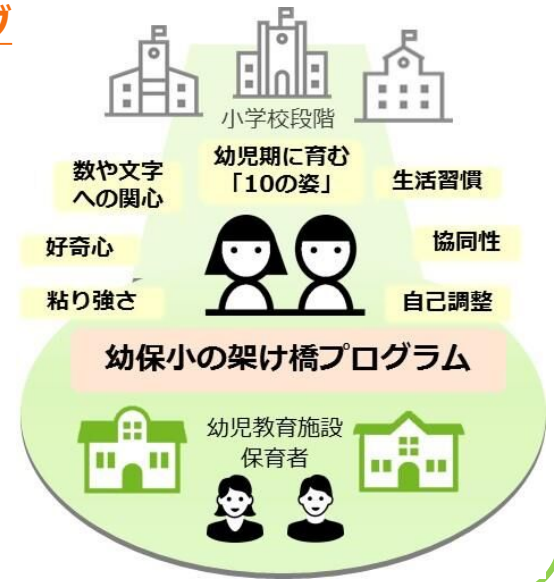 ブ
小学校段階
幼児期に育む
「10の姿」
数や文字
への関心
生活習慣
好奇心
協同性
粘り強さ
自己調整
幼保小の架け橋プログラム
幼児教育施設
保育者